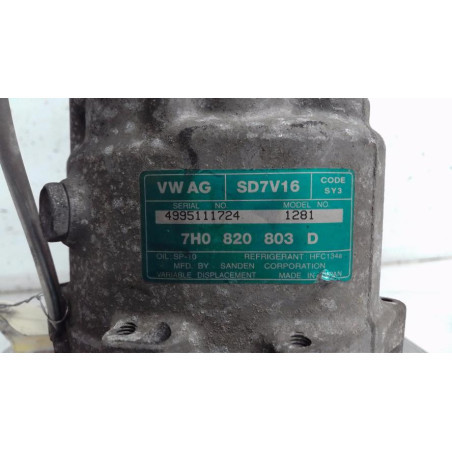 VW AG SD7V16 CODE SY3
SERIAL NO. MODEL NO.
4995111724 1281
7H0 820 803 D
OIL SP-10 REFRIGERANT HFC134a
MFD. BY SANDEN CORPORATION
VARIABLE DISPLACEMENT MADE IN JAPAN